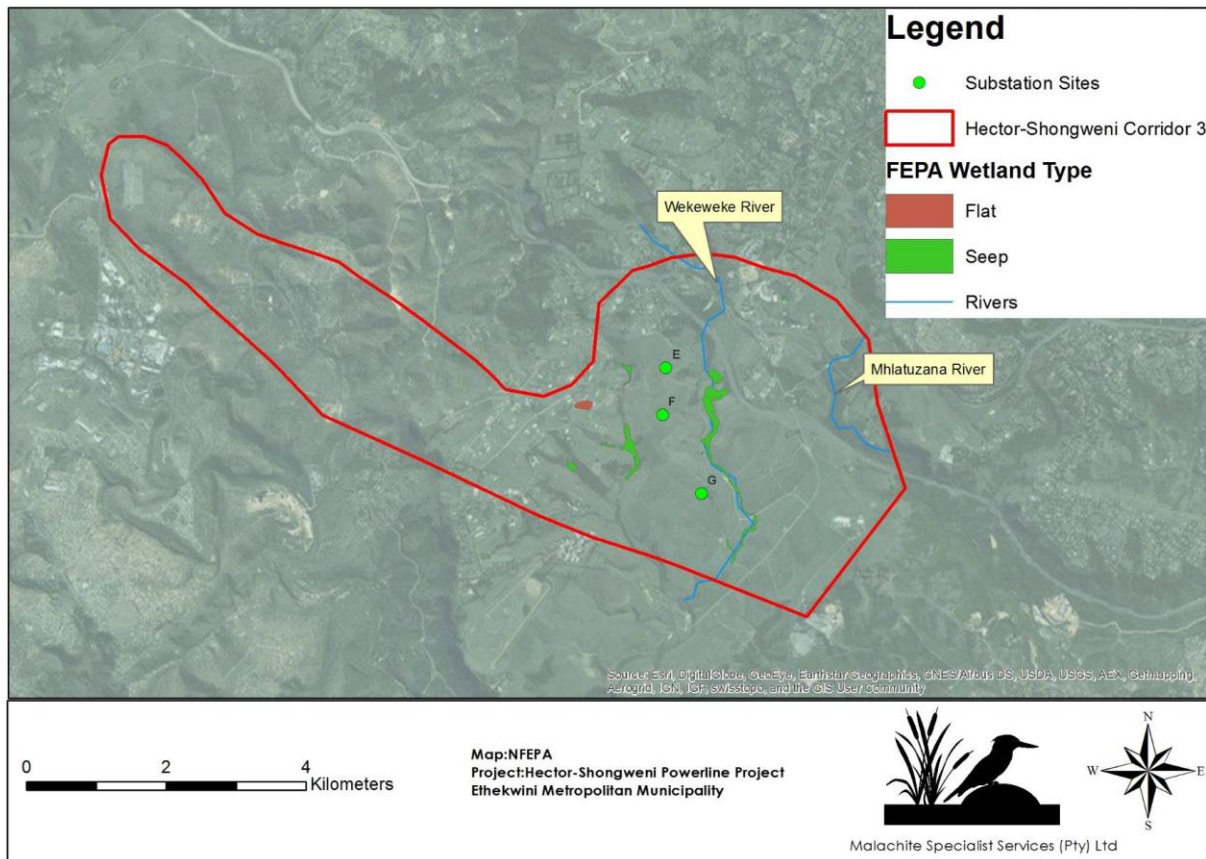 Legend
Substation Sites
Hector-Shongweni Corridor 3
FEPA Wetland Type
Flat
Seep
Rivers
Wekeweke River
Mhlatuzana River
E
F
G
Source: Esri, DigitalGlobe, GeoEye, Earthstar Geographics, CNES/Airbus DS, USDA, USGS, AEX, Getmapping,
Aerogrid, IGN, IGP, swisstopo, and the GIS User Community
0 2 4
Kilometers
Map:NFEPA
Project:Hector-Shongweni Powerline Project
Ethekwini Metropolitan Municipality
Malachite Specialist Services (Pty) Ltd
N
W E
S